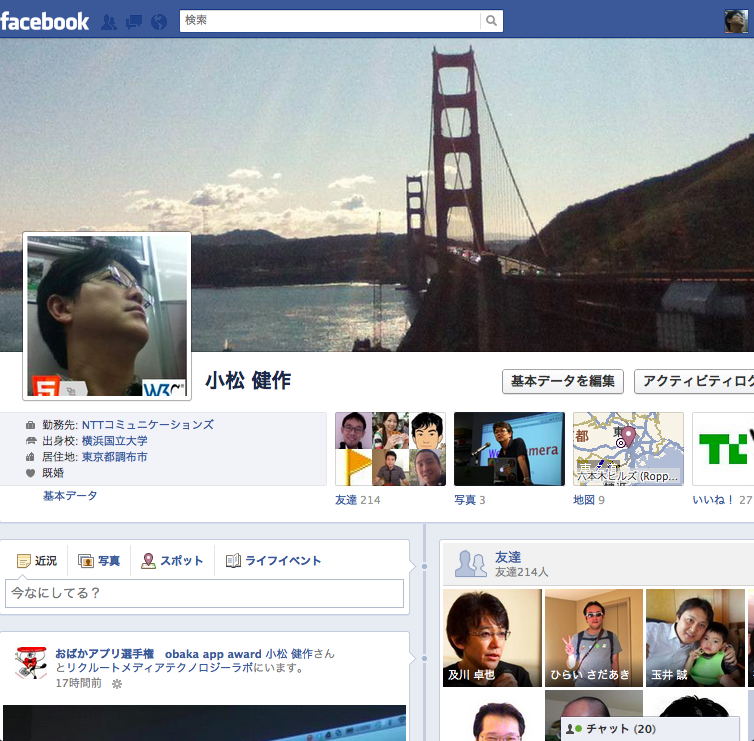 facebook
検索
小松 健作
基本データを編集
アクティビティログ
勤務先: NTTコミュニケーションズ
出身校: 横浜国立大学
居住地: 東京都調布市
既婚
基本データ
友達 214
写真 3
地図 9
いいね！ 27
都
六本木ヒルズ (Ropp...
近況
写真
スポット
ライフイベント
今なにしてる？
友達
友達214人
おばかアプリ選手権 obaka app award 小松 健作さん
とリクルートメディアテクノロジーラボにいます。
17時間前
及川 卓也
ひらい さだあき
玉井 誠
チャット (20)